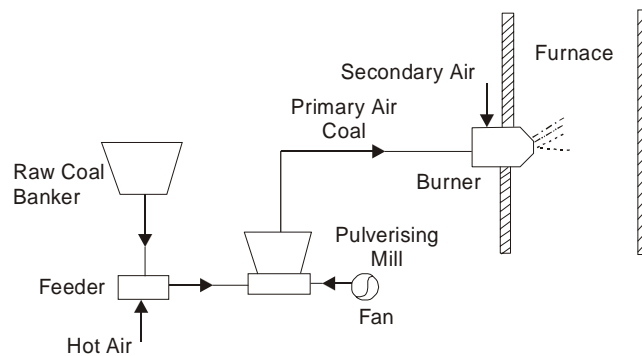 Furnace
Secondary Air
Primary Air
Coal
Raw Coal
Banker
Burner
Pulverising
Mill
Feeder
Fan
Hot Air